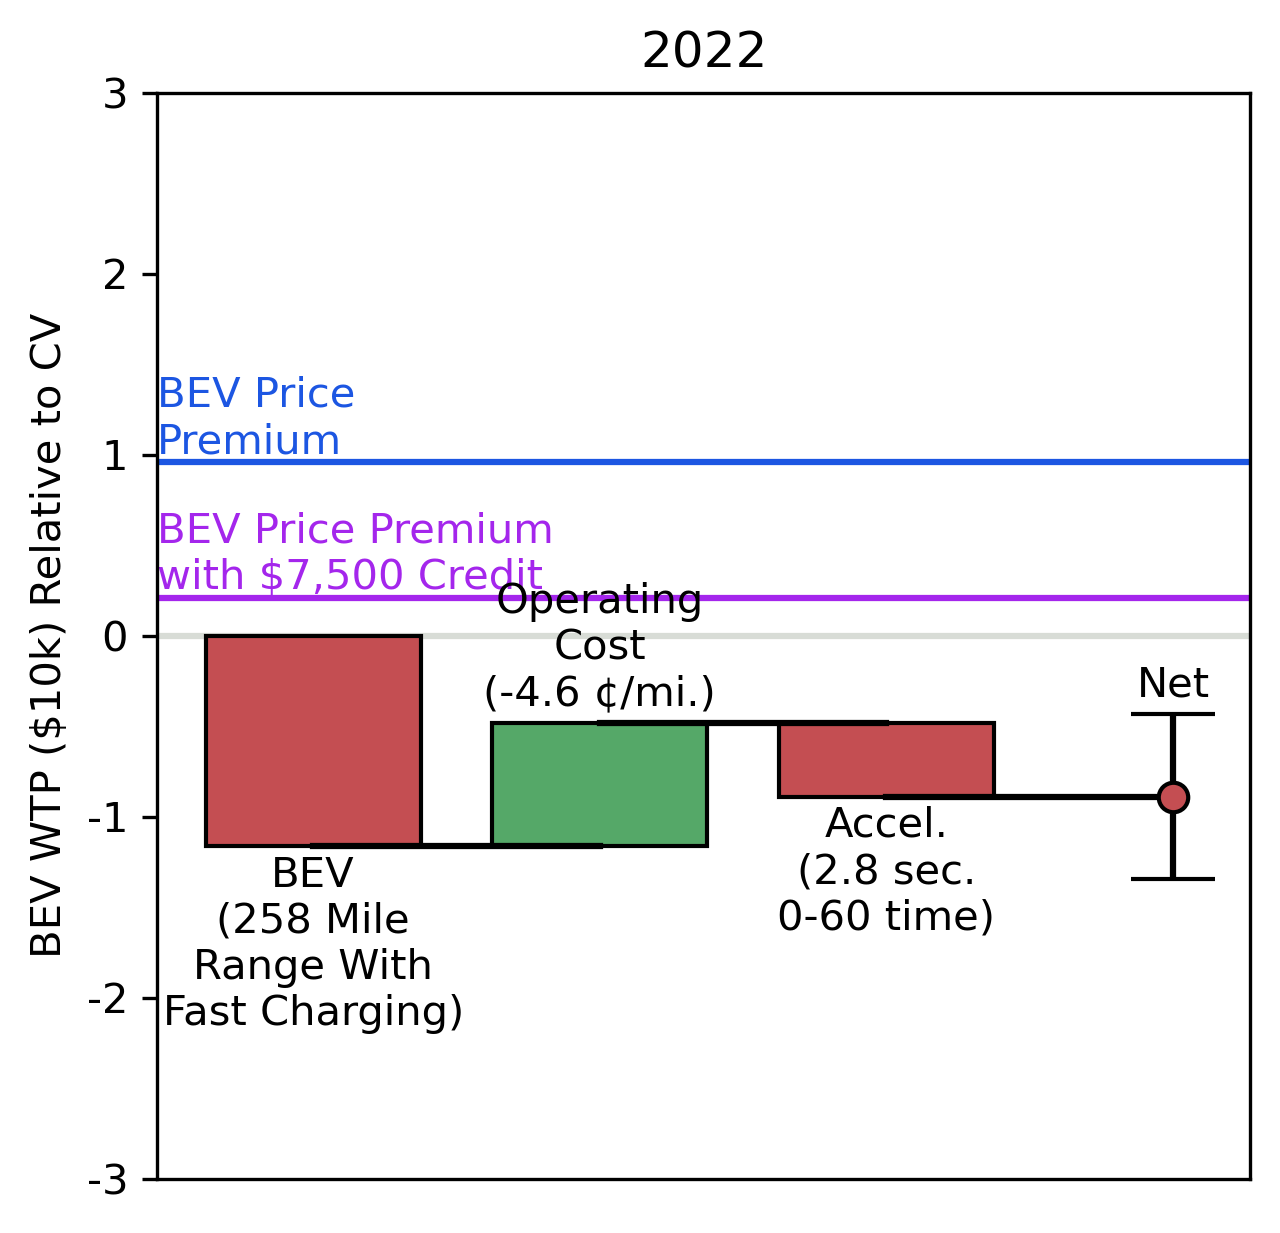 2022
BEV WTP ($10k) Relative to CV
3
2
1
0
-1
-2
-3
BEV Price
Premium
BEV Price Premium
with $7,500 Credit
Operating
Cost
(-4.6 ¢/mi.)
Net
BEV
(258 Mile
Range With
Fast Charging)
Accel.
(2.8 sec.
0-60 time)